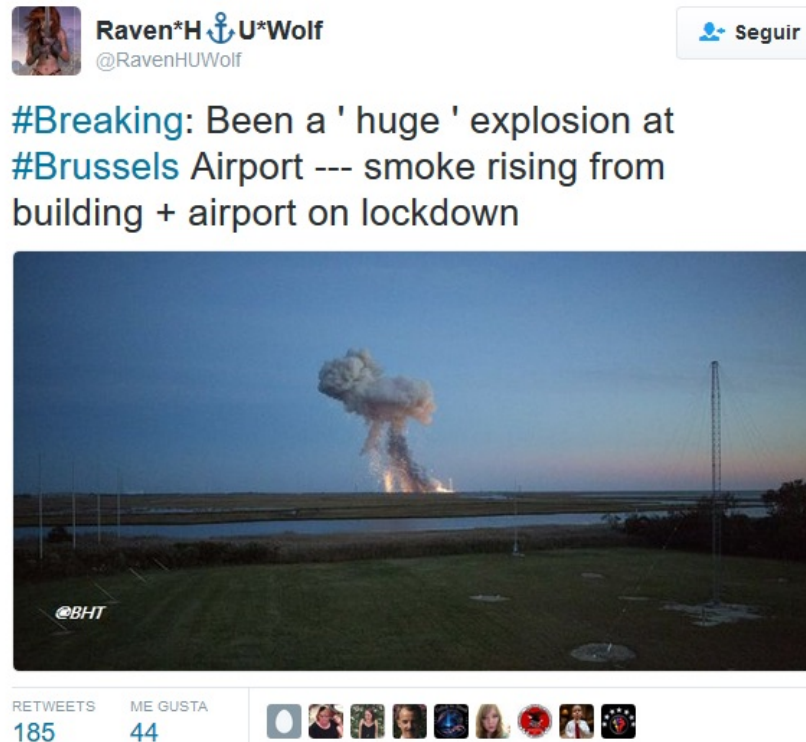 Raven*H⚓U*Wolf
@RavenHUWolf
Seguir
#Breaking: Been a ' huge ' explosion at
#Brussels Airport --- smoke rising from
building + airport on lockdown
@BHT
RETWEETS
185
ME GUSTA
44